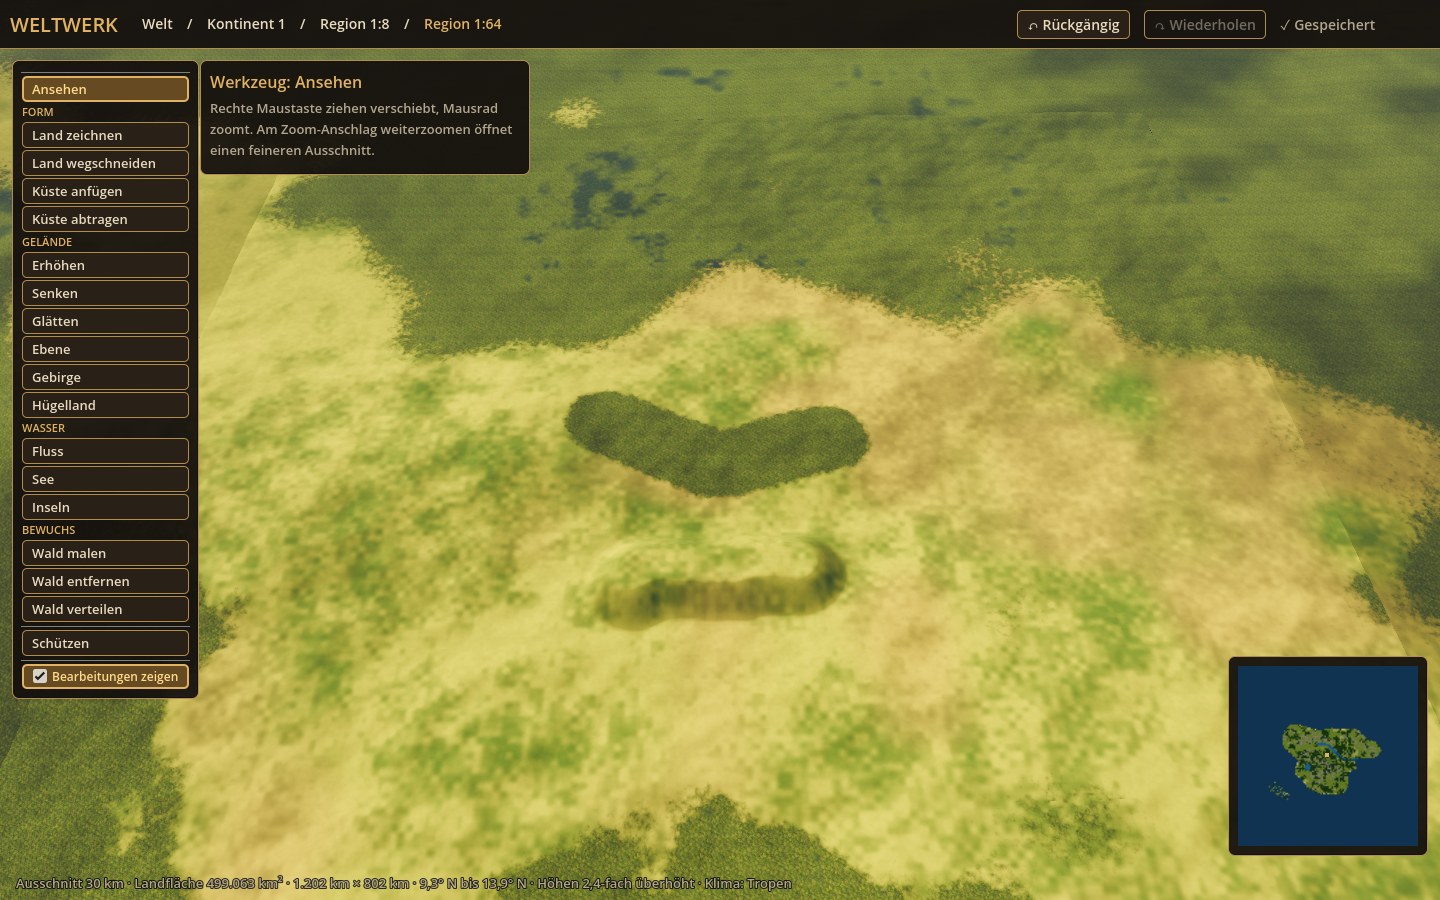 WELTWERK Welt / Kontinent 1 / Region 1:8 / Region 1:64 Rückgängig Wiederholen ✓ Gespeichert
Ansehen
FORM
Land zeichnen
Land wegschneiden
Küste anfügen
Küste abtragen
GELÄNDE
Erhöhen
Senken
Glätten
Ebene
Gebirge
Hügelland
WASSER
Fluss
See
Inseln
BEWUCHS
Wald malen
Wald entfernen
Wald verteilen
Schützen
Bearbeitungen zeigen
Werkzeug: Ansehen
Rechte Maustaste ziehen verschiebt, Mausrad
zoomt. Am Zoom-Anschlag weiterzoomen öffnet
einen feineren Ausschnitt.
Ausschnitt 30 km · Landfläche 499.063 km² · 1.202 km × 802 km · 9,3° N bis 13,9° N · Höhen 2,4-fach überhöht · Klima: Tropen